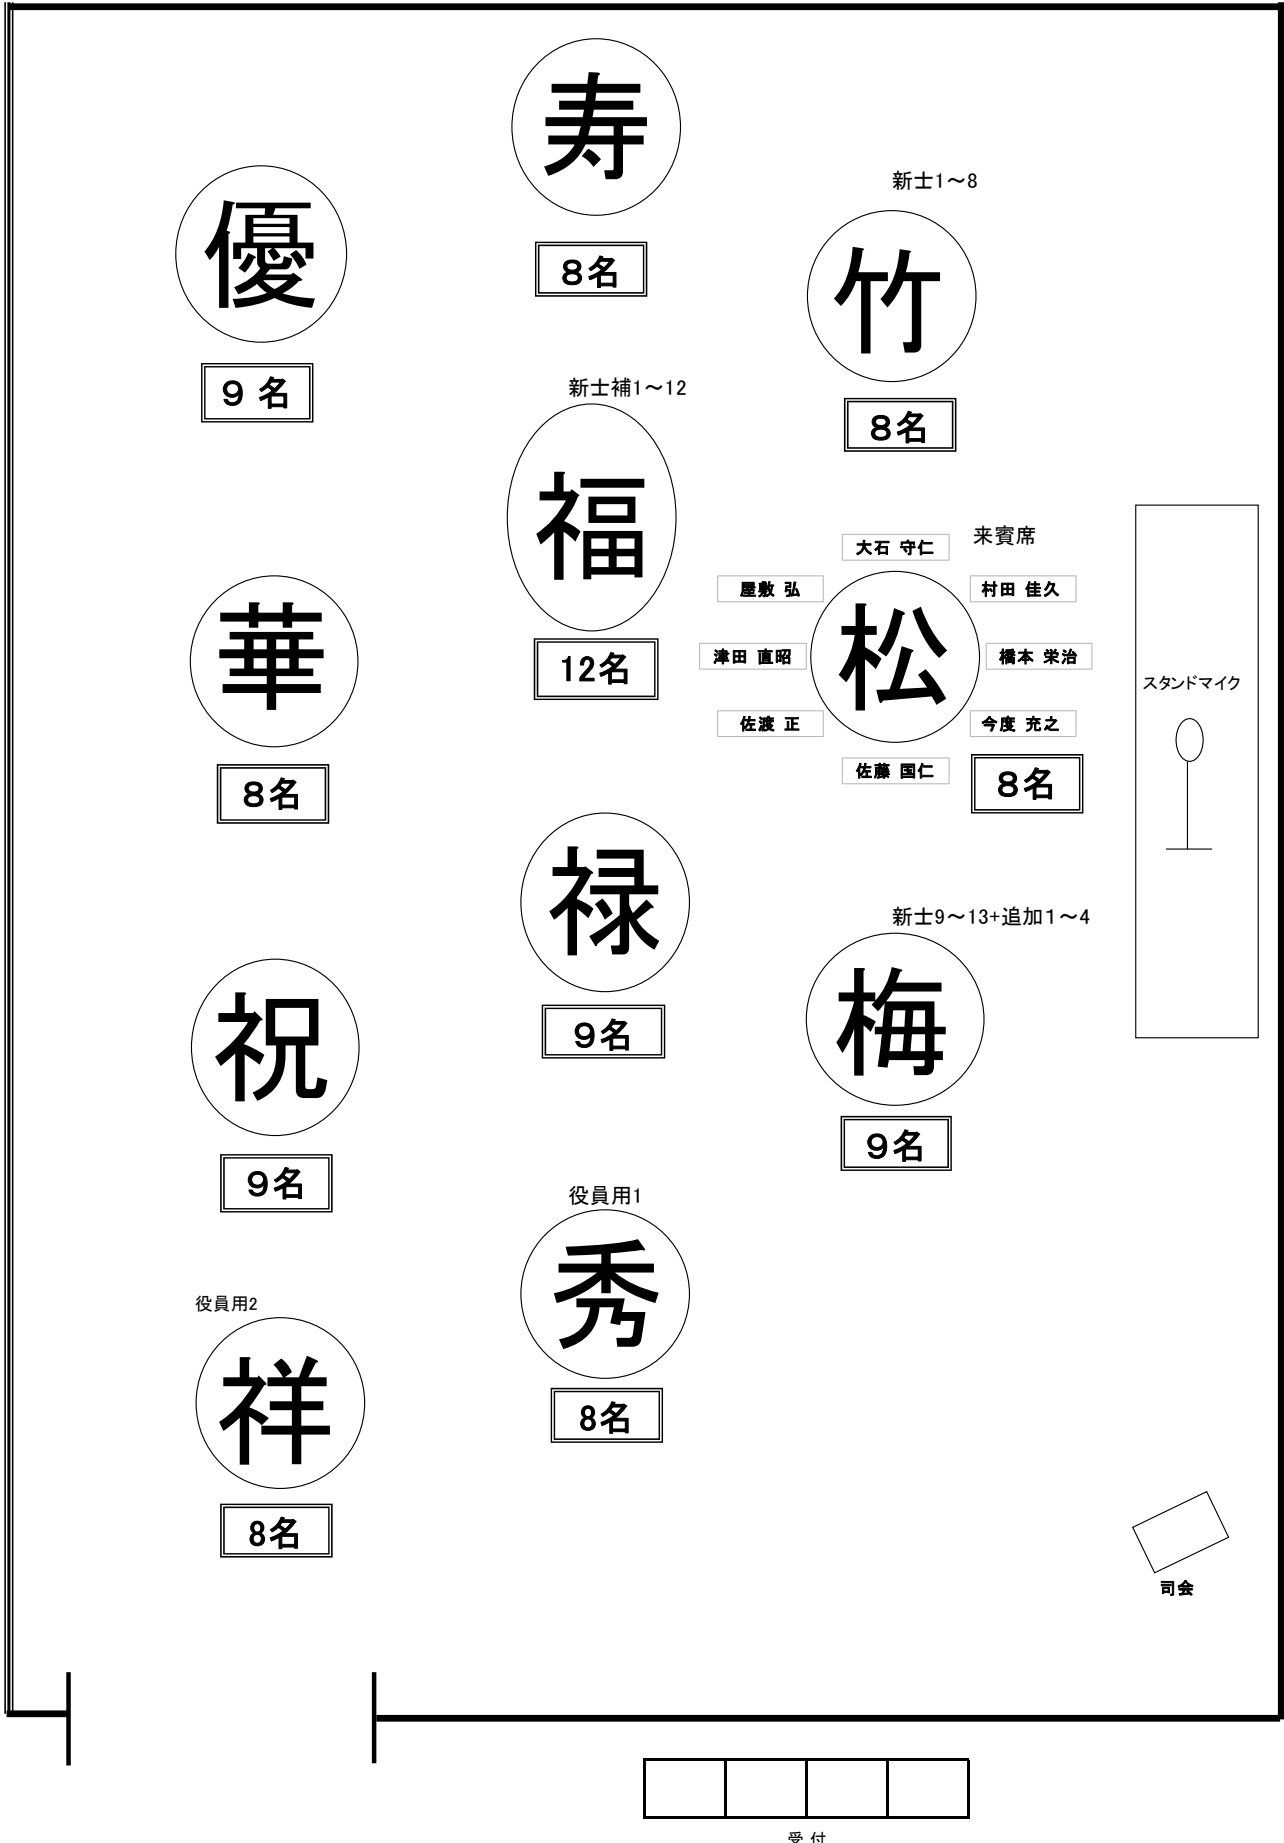 寿
8名
優
9 名
新士1～8
竹
8名
新士補1～12
福
12名
来賓席
大石 守仁
屋敷 弘
村田 佳久
津田 直昭
橋本 栄治
佐渡 正
今度 充之
佐藤 国仁
松
8名
スタンドマイク
華
8名
禄
9名
新士9～13+追加1～4
梅
9名
祝
9名
役員用1
秀
8名
役員用2
祥
8名
司会
受 付